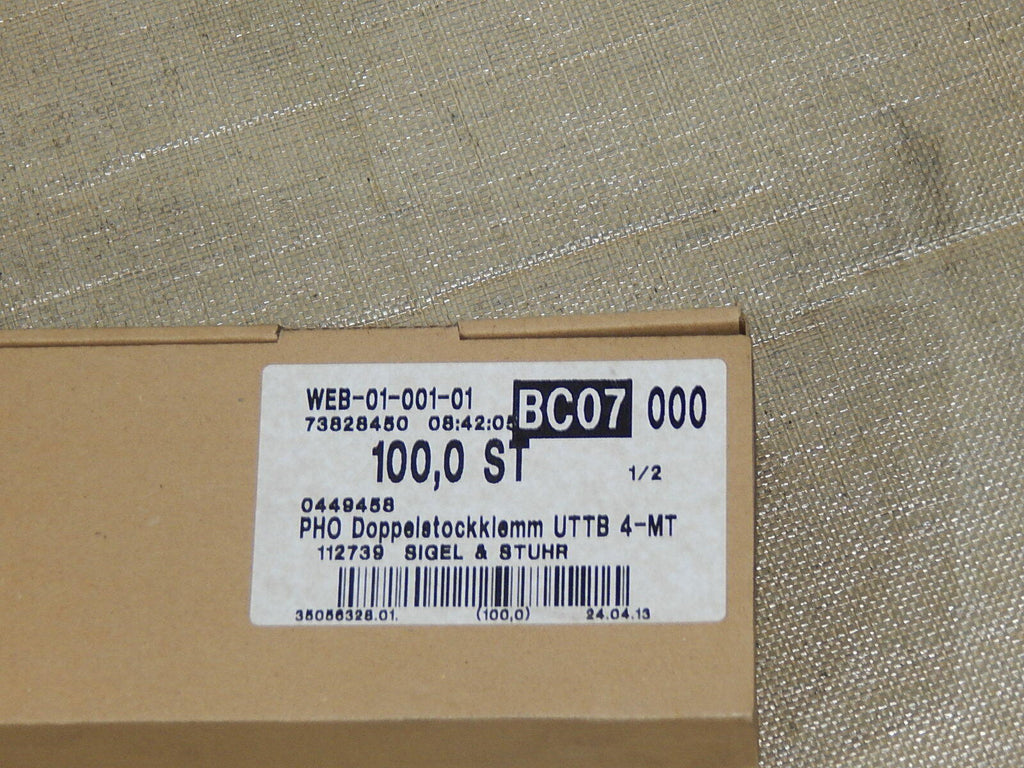 WEB-01-001-01 BC07 000
73828450 08:42:05
100,0 ST 1/2
0449458
PHO Doppelstockklemm UTTB 4-MT
112739 SIGEL & STUHR
35056328.01. (100,0) 24.04.13